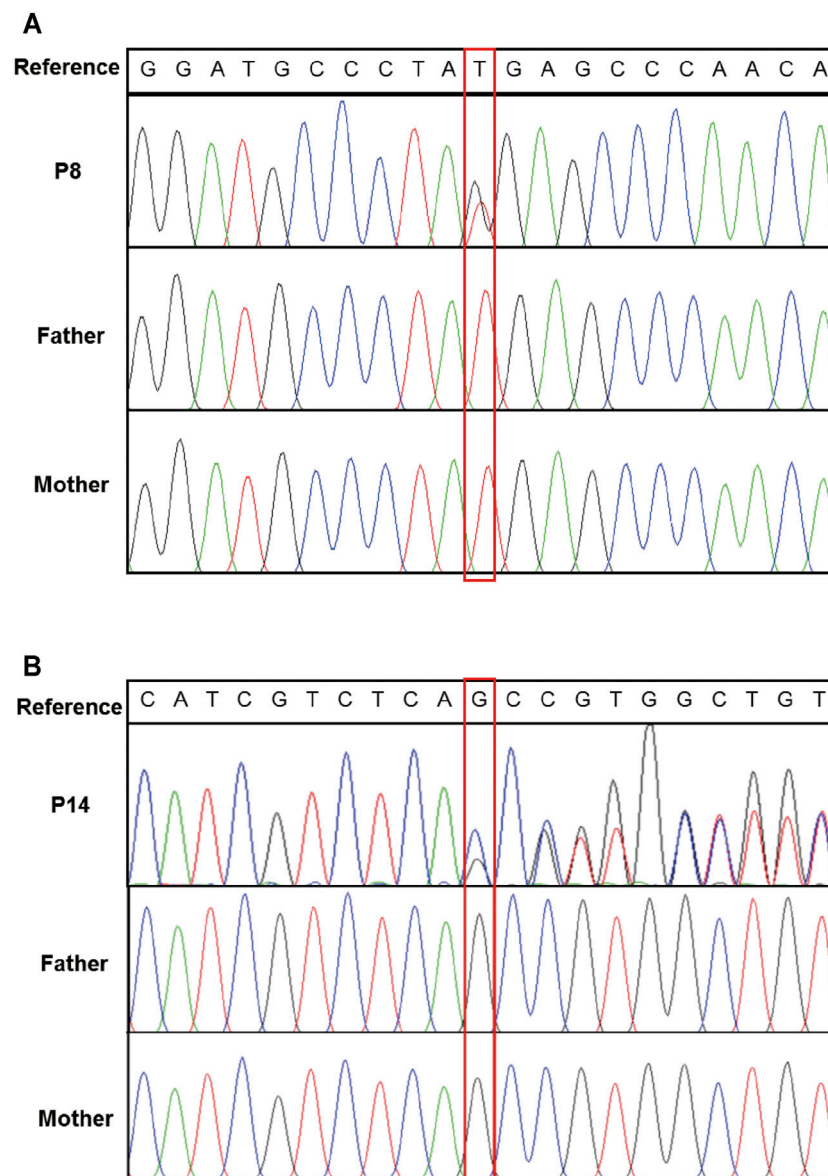 A
Reference G G A T G C C C T A T G A G C C C A A C A
P8
Father
Mother
B
Reference C A T C G T C T C A G C C G T G G C T G T
P14
Father
Mother